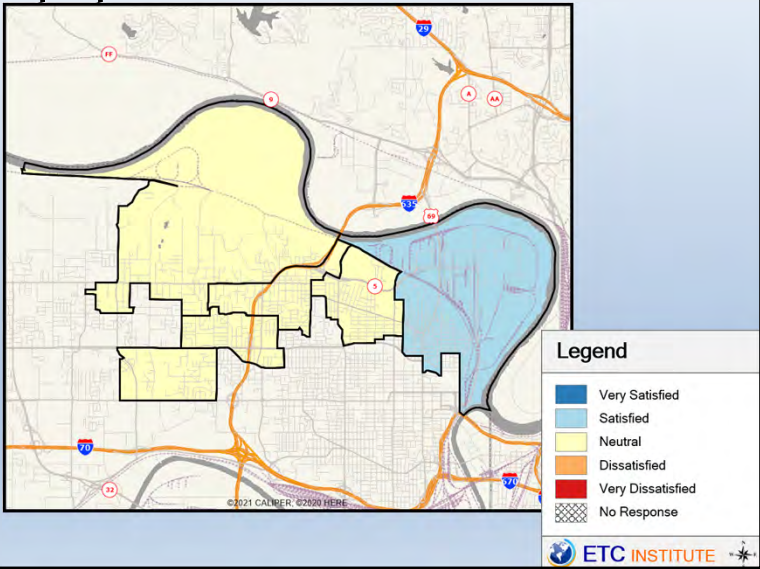 29
FF
9
A
AA
635
69
5
Legend
Very Satisfied
Satisfied
Neutral
Dissatisfied
Very Dissatisfied
No Response
70
670
32
©2021 CALIPER; ©2020 HERE
ETC INSTITUTE